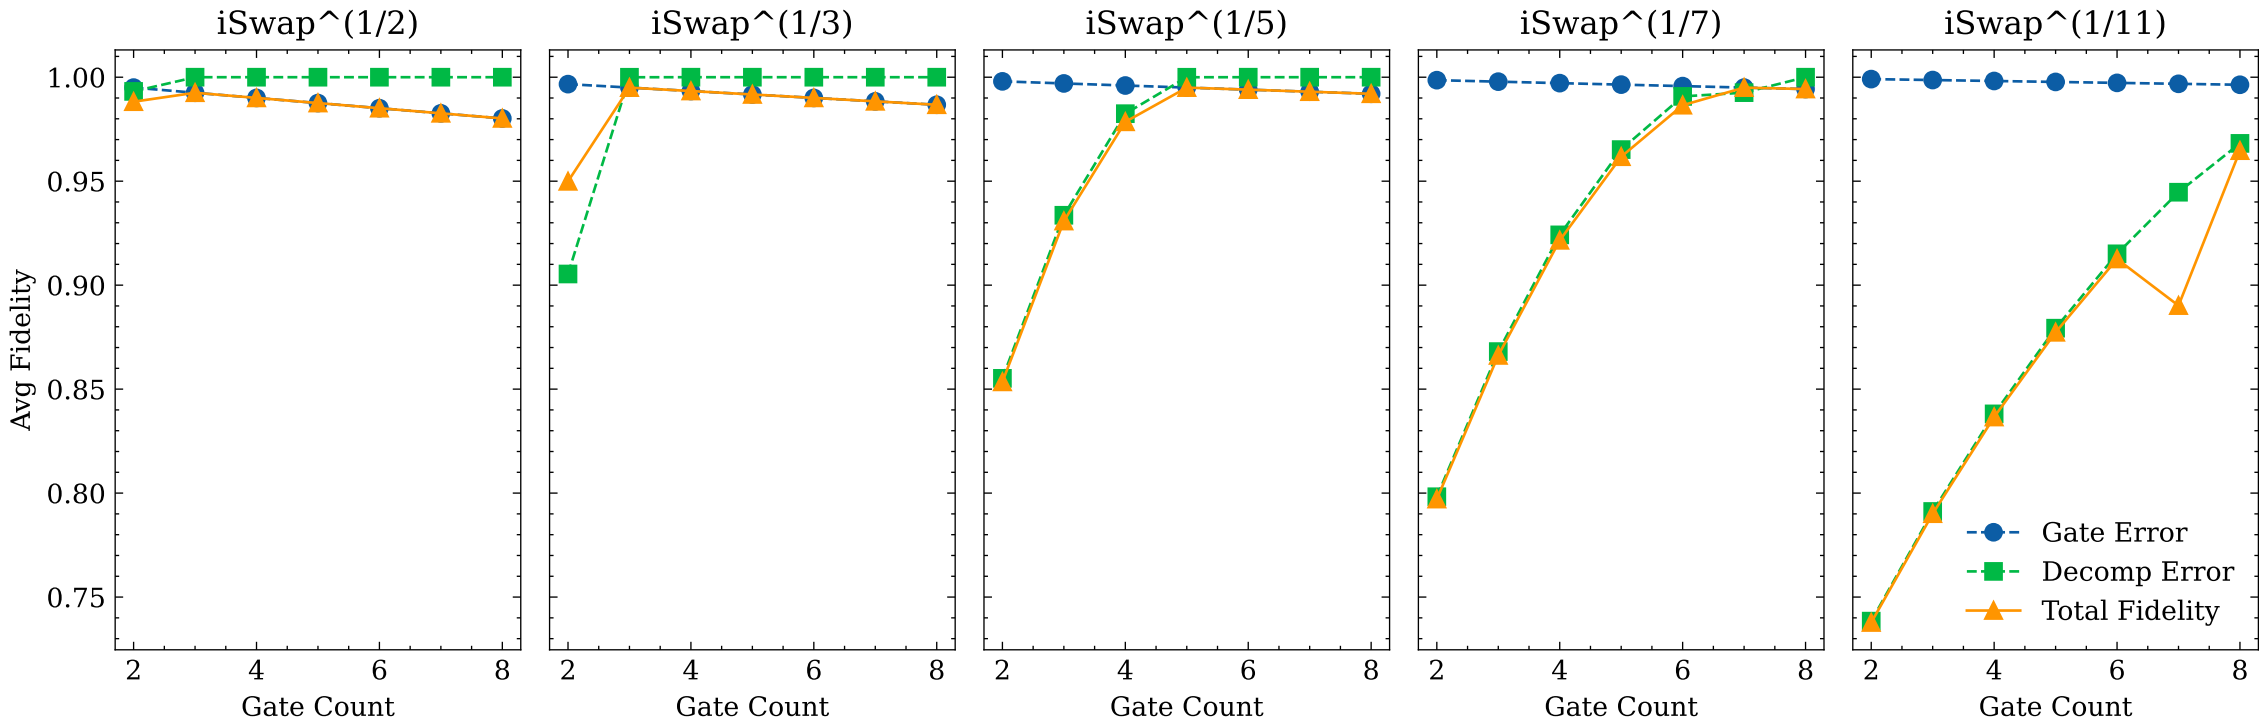 iSwap^(1/2)
iSwap^(1/3)
iSwap^(1/5)
iSwap^(1/7)
iSwap^(1/11)
Avg Fidelity
1.00
0.95
0.90
0.85
0.80
0.75
Gate Error
Decomp Error
Total Fidelity
2 4 6 8
2 4 6 8
2 4 6 8
2 4 6 8
2 4 6 8
Gate Count
Gate Count
Gate Count
Gate Count
Gate Count